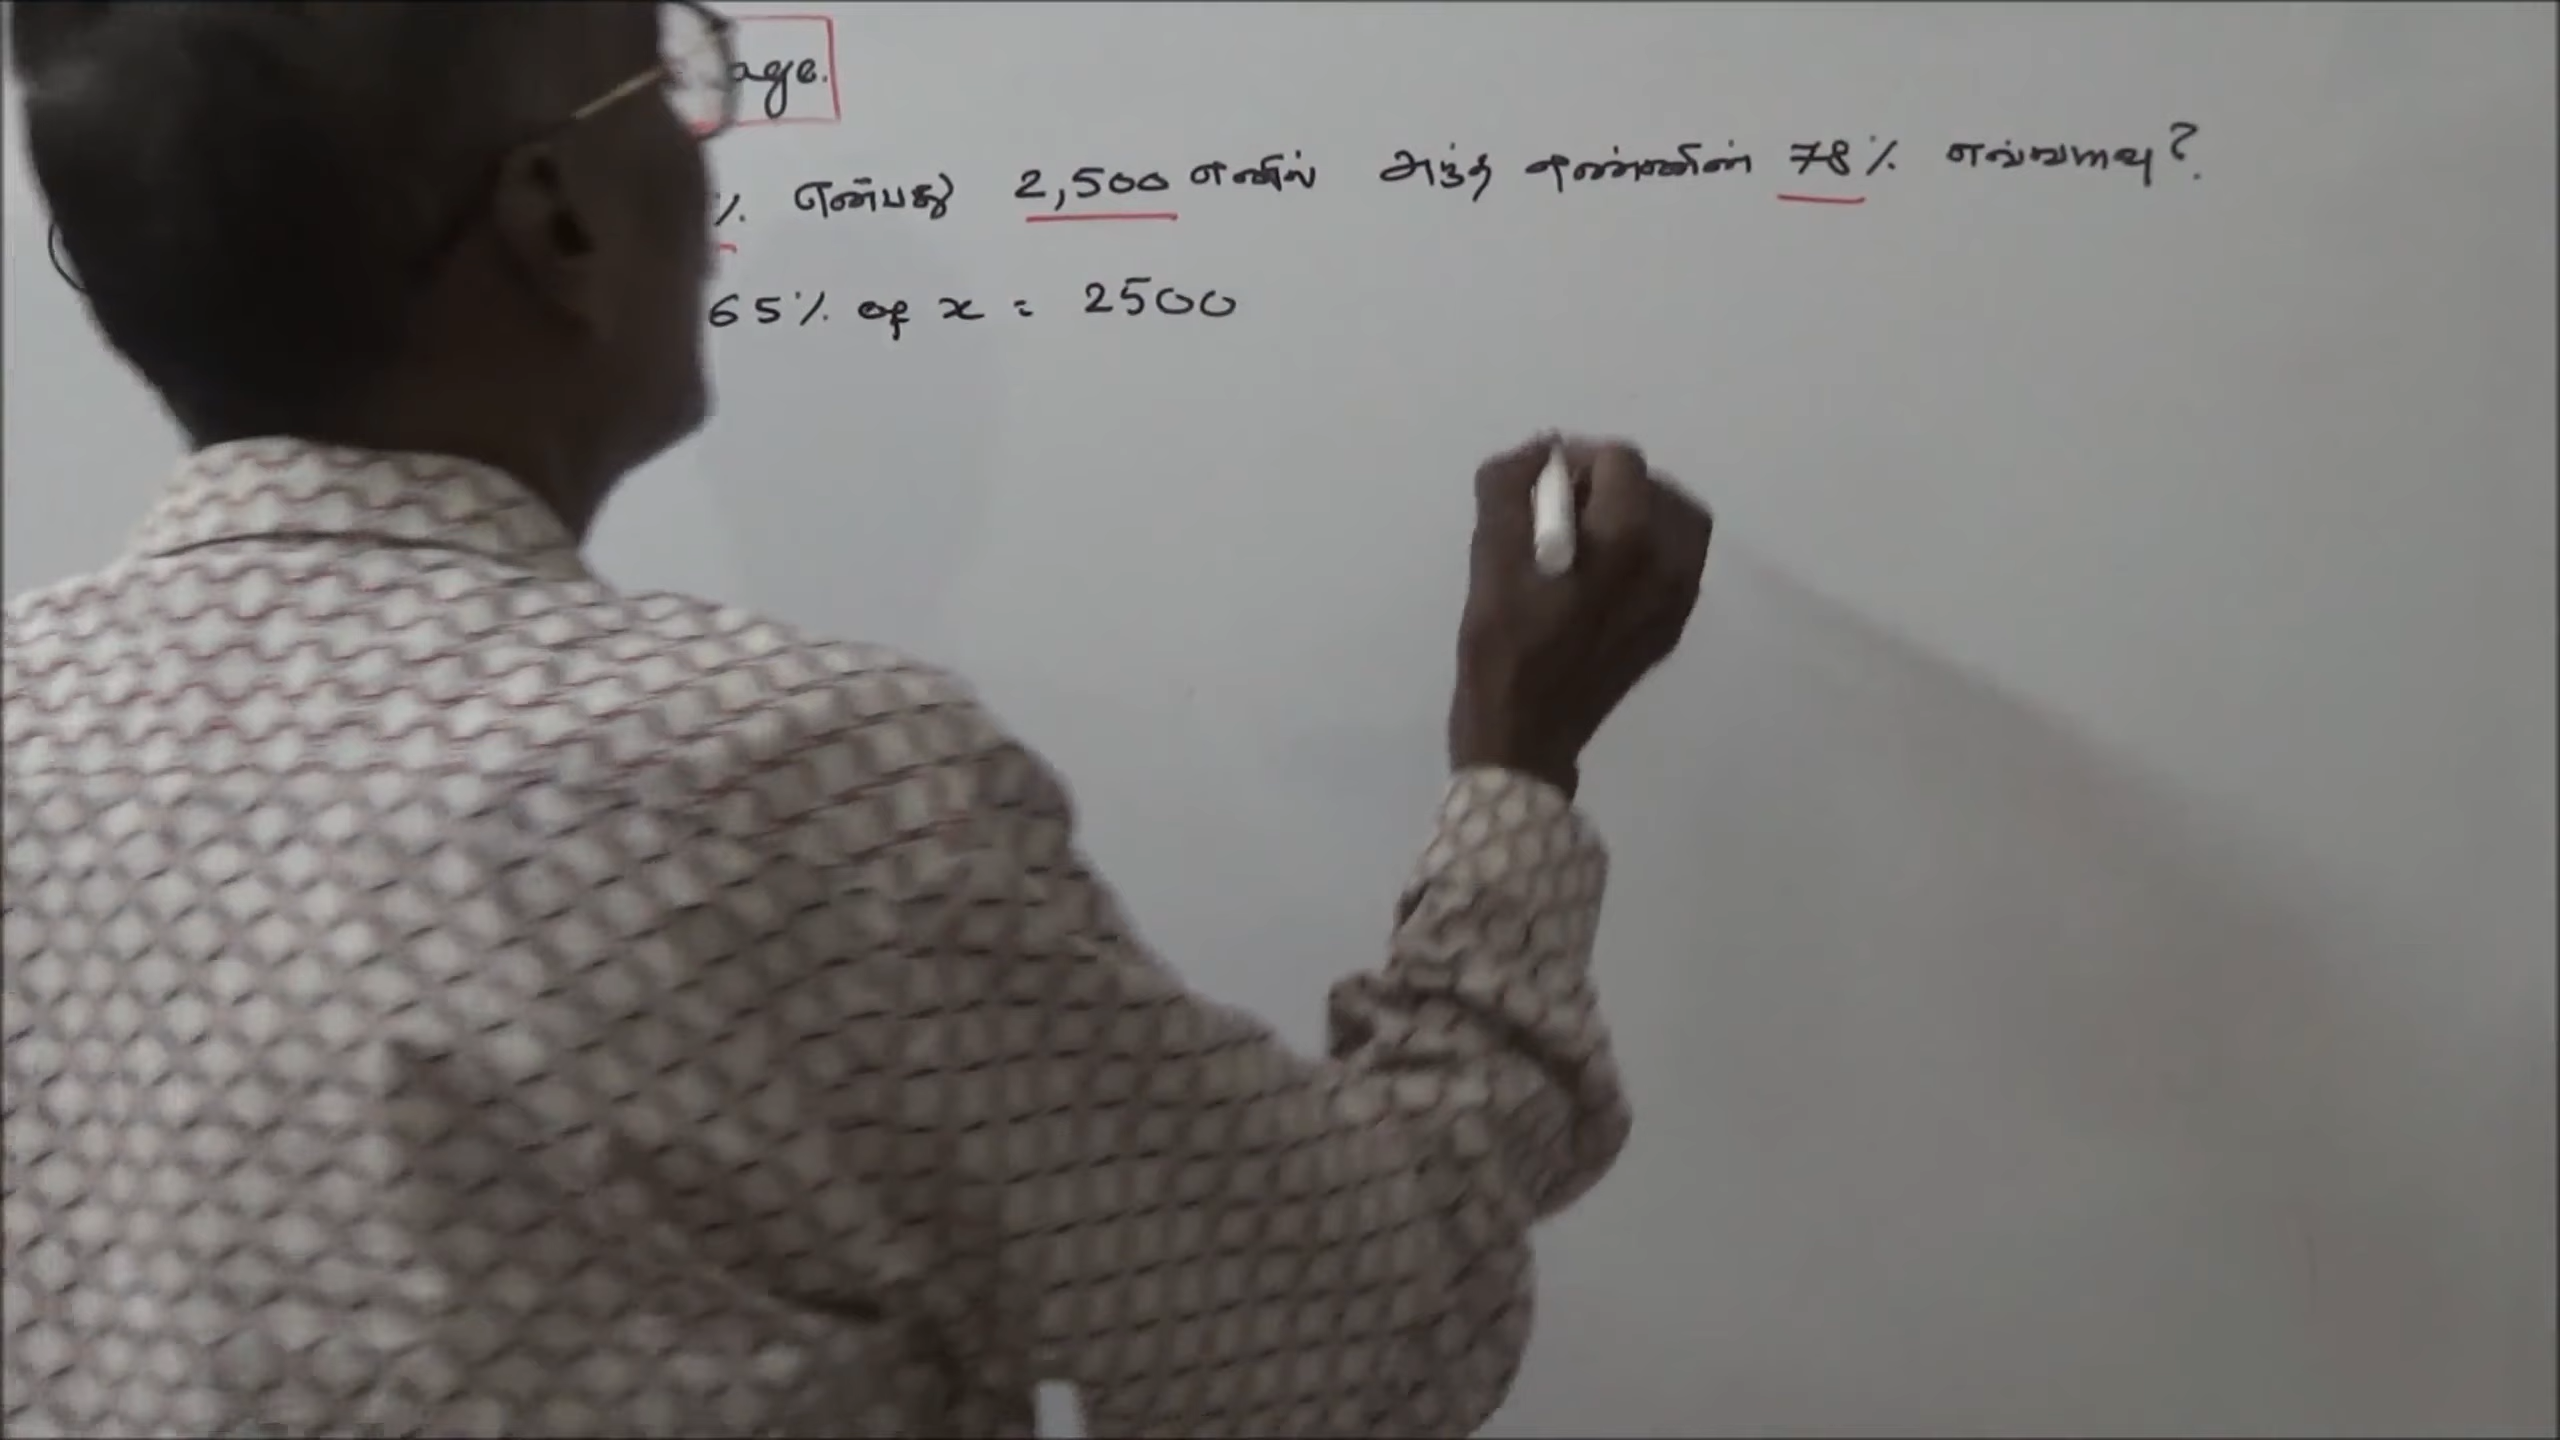 age.
% என்பது 2,500 எனில் அந்த எண்ணின் 78% எவ்வளவு?
65% of x = 2500